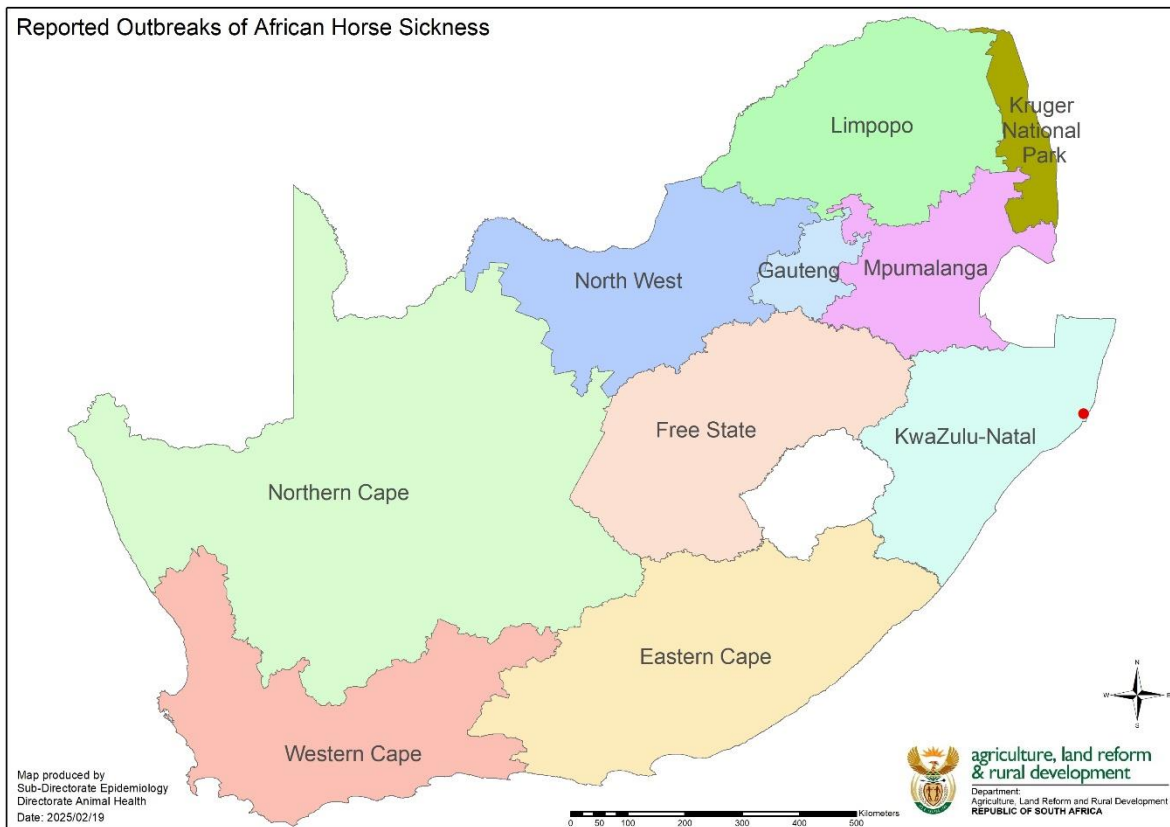 Reported Outbreaks of African Horse Sickness
Limpopo
Kruger
National
Park
North West
Gauteng
Mpumalanga
Free State
KwaZulu-Natal
Northern Cape
Eastern Cape
Western Cape
N
W
E
S
Map produced by
Sub-Directorate Epidemiology
Directorate Animal Health
Date: 2025/02/19
Kilometers
0 50 100 200 300 400 500
agriculture, land reform
& rural development
Department:
Agriculture, Land Reform and Rural Development
REPUBLIC OF SOUTH AFRICA